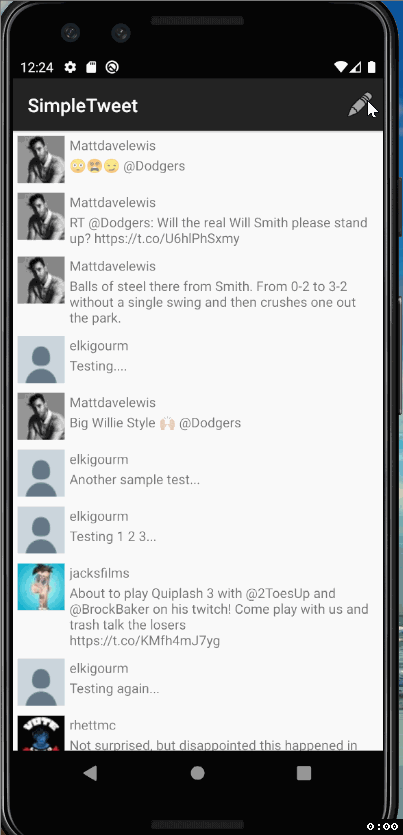 12:24
SimpleTweet
Mattdavelewis
😳😭😏 @Dodgers
Mattdavelewis
RT @Dodgers: Will the real Will Smith please stand
up? https://t.co/U6hlPhSxmy
Mattdavelewis
Balls of steel there from Smith. From 0-2 to 3-2
without a single swing and then crushes one out
the park.
elkigourm
Testing....
Mattdavelewis
Big Willie Style 🙌🏻 @Dodgers
elkigourm
Another sample test...
elkigourm
Testing 1 2 3...
jacksfilms
About to play Quiplash 3 with @2ToesUp and
@BrockBaker on his twitch! Come play with us and
trash talk the losers
https://t.co/KMfh4mJ7yg
elkigourm
Testing again...
VOTE
rhettmc
Not surprised, but disappointed this happened in
0:00